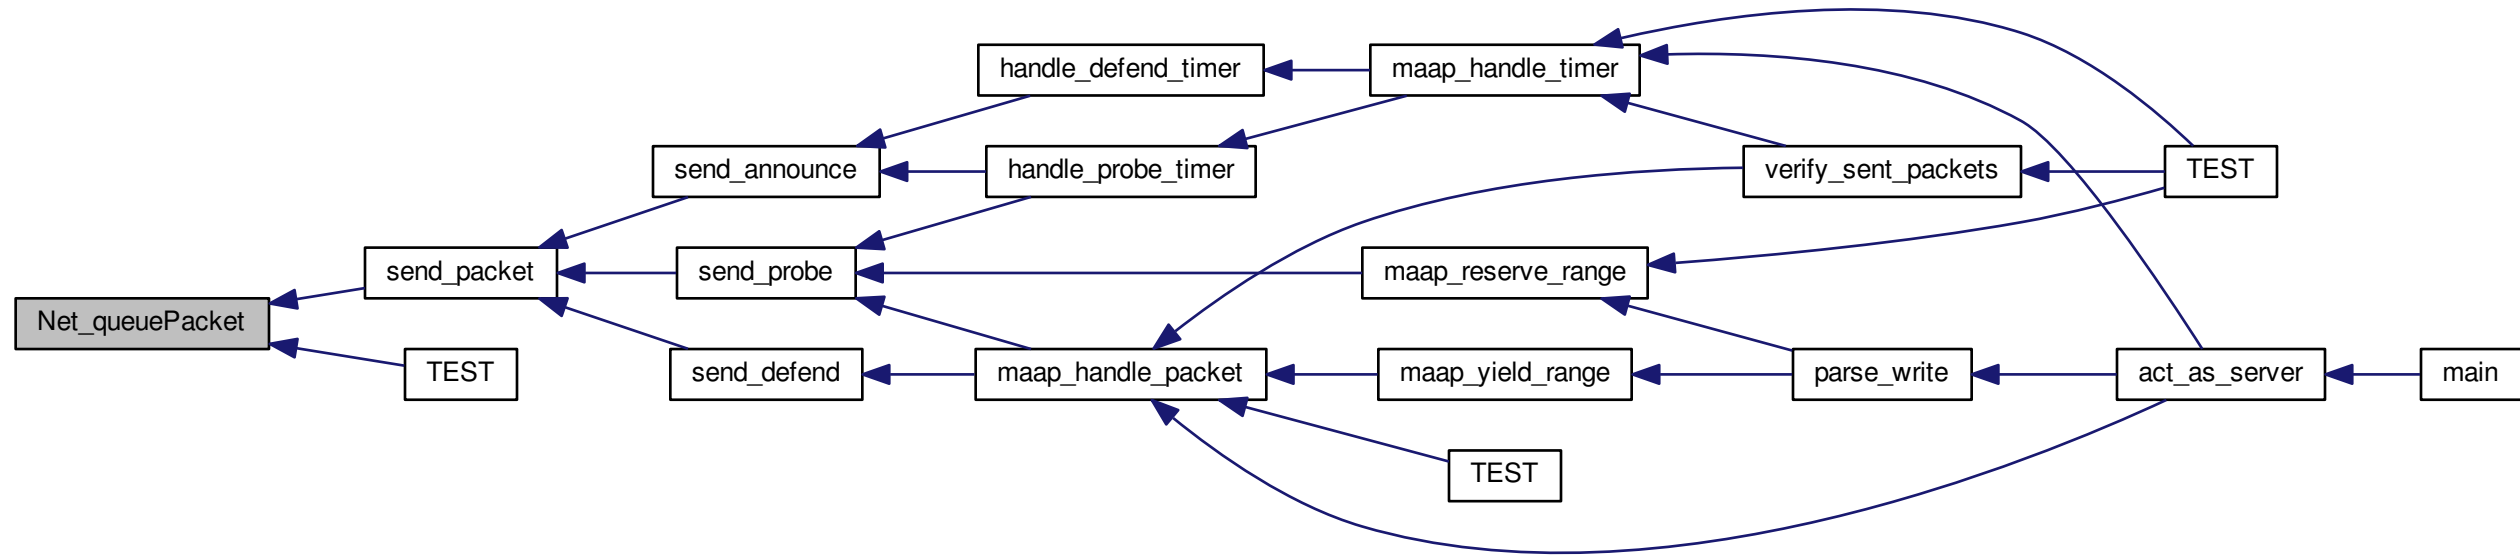 Net_queuePacket
send_packet
TEST
send_announce
send_probe
send_defend
handle_defend_timer
handle_probe_timer
maap_handle_packet
maap_handle_timer
maap_reserve_range
maap_yield_range
TEST
verify_sent_packets
parse_write
TEST
act_as_server
main